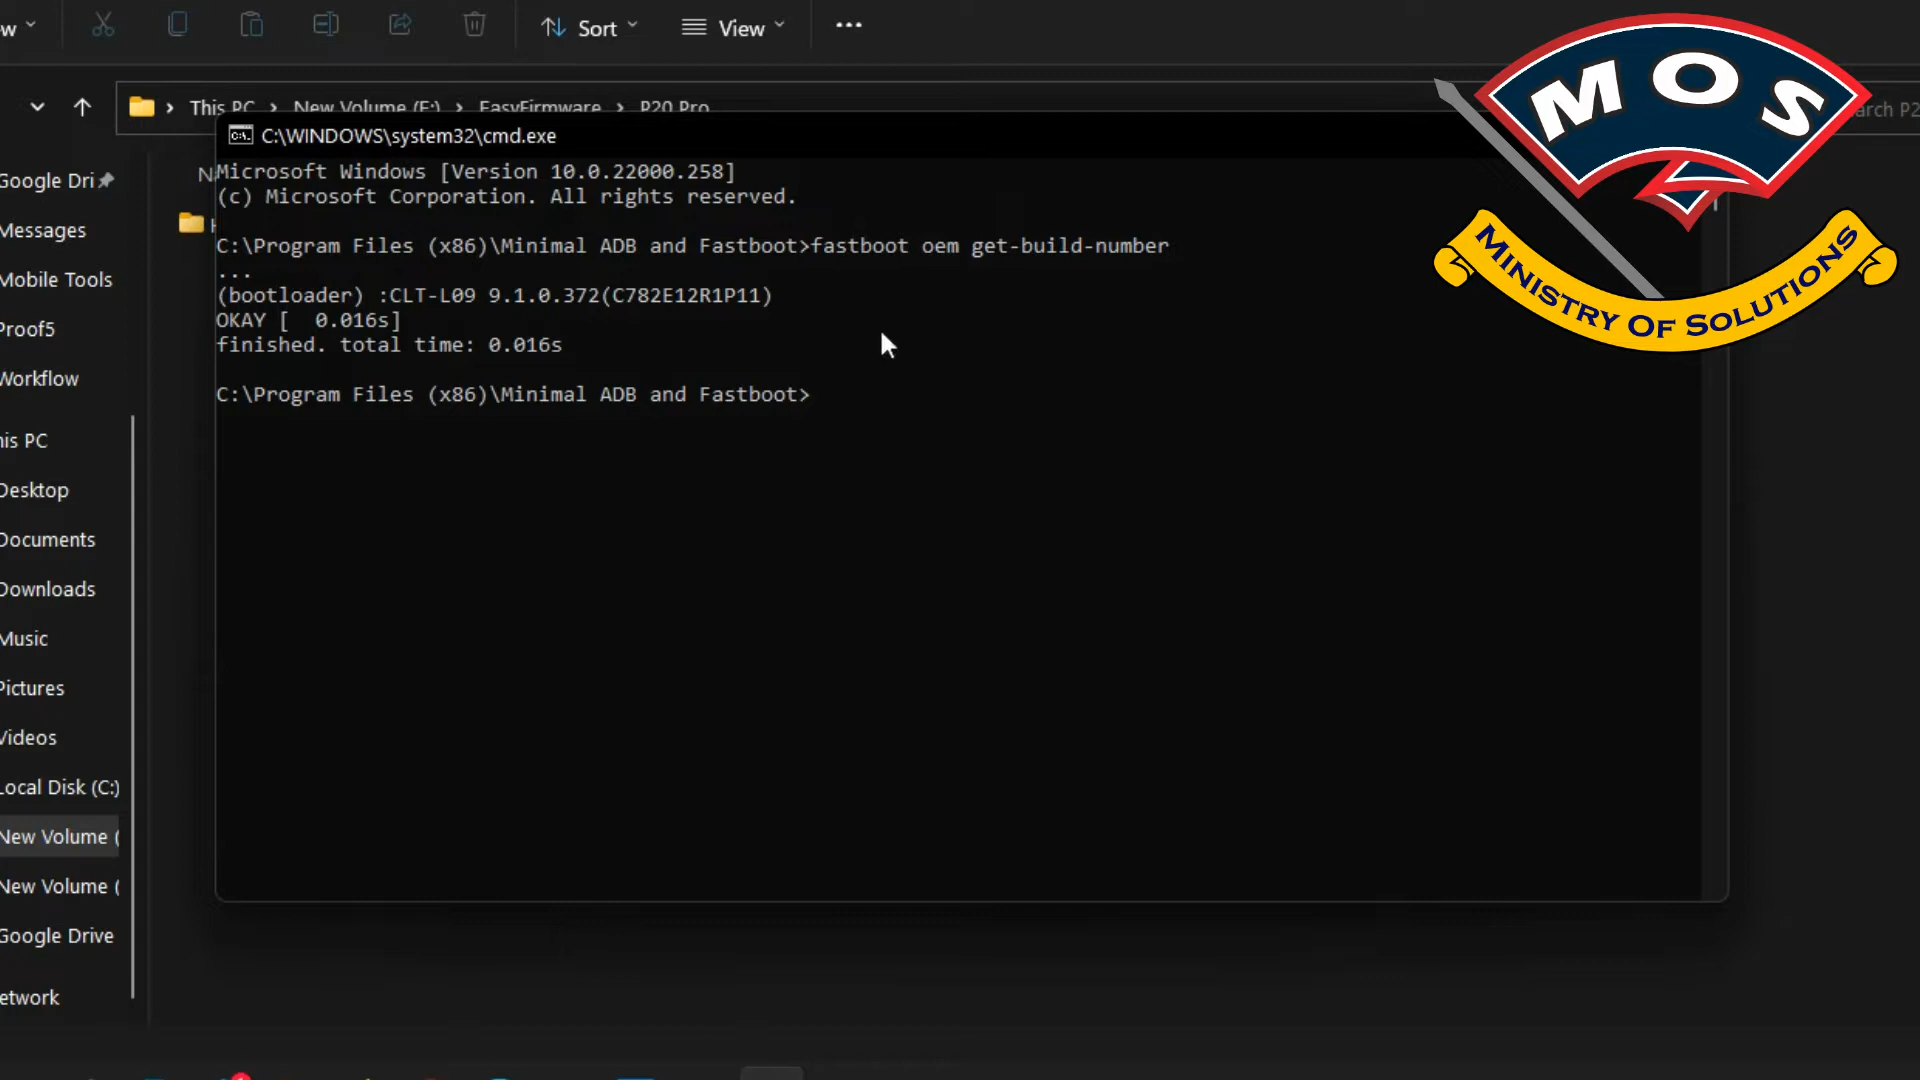 Sort
View
This PC > New Volume (E:) > EasyFirmware > P20 Pro
C:\WINDOWS\system32\cmd.exe
Microsoft Windows [Version 10.0.22000.258]
(c) Microsoft Corporation. All rights reserved.
C:\Program Files (x86)\Minimal ADB and Fastboot>fastboot oem get-build-number
...
(bootloader) :CLT-L09 9.1.0.372(C782E12R1P11)
OKAY [  0.016s]
finished. total time: 0.016s
C:\Program Files (x86)\Minimal ADB and Fastboot>
Google Dri
Messages
Mobile Tools
Proof5
Workflow
his PC
Desktop
Documents
Downloads
Music
Pictures
Videos
Local Disk (C:)
New Volume (
New Volume (
Google Drive
etwork
MOS
MINISTRY OF SOLUTIONS